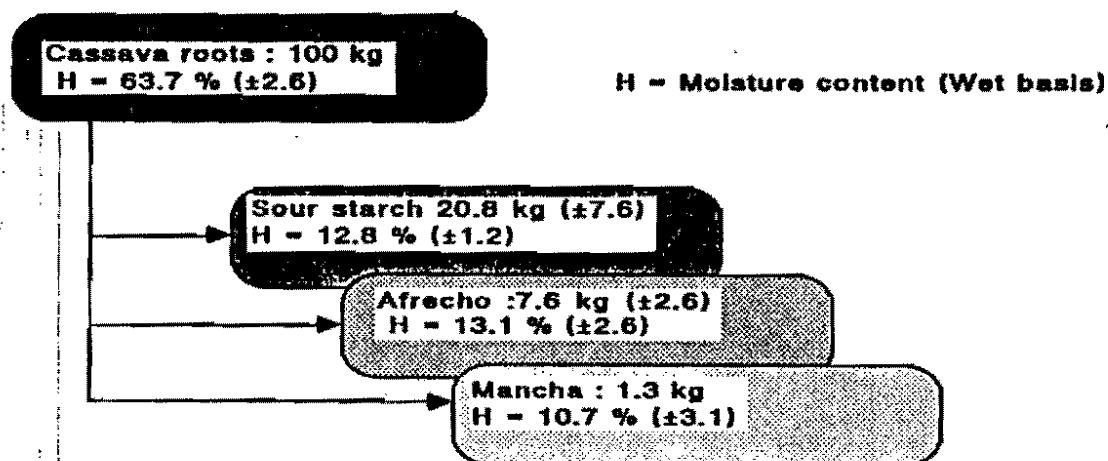 Cassava roots : 100 kg
H = 63.7 % (±2.6)
H = Moisture content (Wet basis)
Sour starch 20.8 kg (±7.6)
H = 12.8 % (±1.2)
Afrecho :7.6 kg (±2.6)
H = 13.1 % (±2.6)
Mancha : 1.3 kg
H = 10.7 % (±3.1)